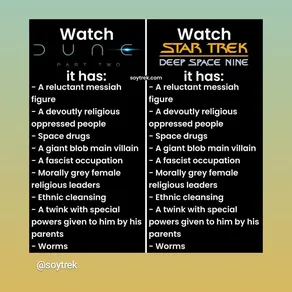 Watch
DUNE
PART TWO
it has:
- A reluctant messiah
figure
- A devoutly religious
oppressed people
- Space drugs
- A giant blob main villain
- A fascist occupation
- Morally grey female
religious leaders
- Ethnic cleansing
- A twink with special
powers given to him by his
parents
- Worms
soytrek.com
Watch
STAR TREK
DEEP SPACE NINE
it has:
- A reluctant messiah
figure
- A devoutly religious
oppressed people
- Space drugs
- A giant blob main villain
- A fascist occupation
- Morally grey female
religious leaders
- Ethnic cleansing
- A twink with special
powers given to him by his
parents
- Worms
@soytrek